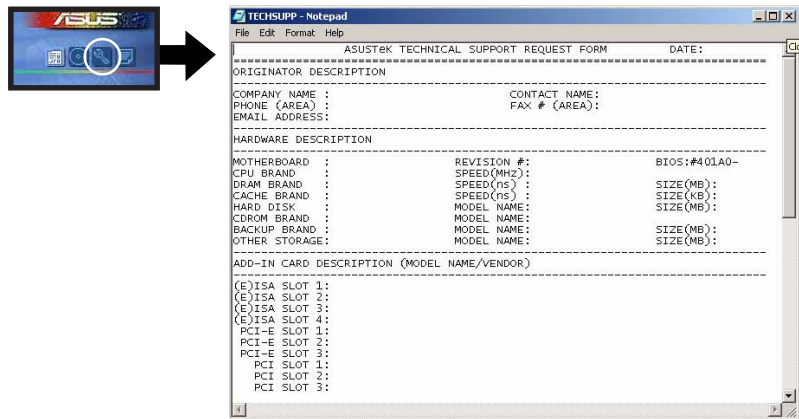 ASUS
TECHSUPP - Notepad
File Edit Format Help
ASUSTeK TECHNICAL SUPPORT REQUEST FORM DATE:
ORIGINATOR DESCRIPTION
COMPANY NAME : CONTACT NAME:
PHONE (AREA) : FAX # (AREA):
EMAIL ADDRESS:
HARDWARE DESCRIPTION
MOTHERBOARD : REVISION #: BIOS:#401A0-
CPU BRAND : SPEED(MHz):
DRAM BRAND : SPEED(ns) : SIZE(MB):
CACHE BRAND : SPEED(ns) : SIZE(KB):
HARD DISK : MODEL NAME: SIZE(MB):
CDROM BRAND : MODEL NAME:
BACKUP BRAND : MODEL NAME: SIZE(MB):
OTHER STORAGE: MODEL NAME: SIZE(MB):
ADD-IN CARD DESCRIPTION (MODEL NAME/VENDOR)
(E)ISA SLOT 1:
(E)ISA SLOT 2:
(E)ISA SLOT 3:
(E)ISA SLOT 4:
PCI-E SLOT 1:
PCI-E SLOT 2:
PCI-E SLOT 3:
PCI SLOT 1:
PCI SLOT 2:
PCI SLOT 3: